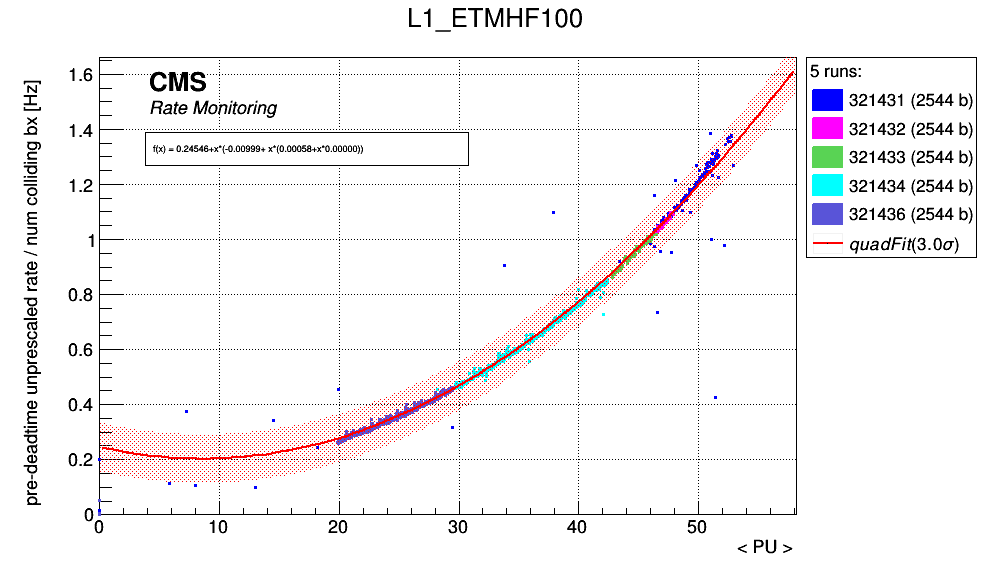 L1_ETMHF100
pre-deadtime unprescaled rate / num colliding bx [Hz]
1.6
1.4
1.2
1
0.8
0.6
0.4
0.2
0
CMS
Rate Monitoring
f(x) = 0.24546+x*(-0.00999+ x*(0.00058+x*0.00000))
0
10
20
30
40
50
< PU >
5 runs:
321431 (2544 b)
321432 (2544 b)
321433 (2544 b)
321434 (2544 b)
321436 (2544 b)
quadFit(3.0σ)